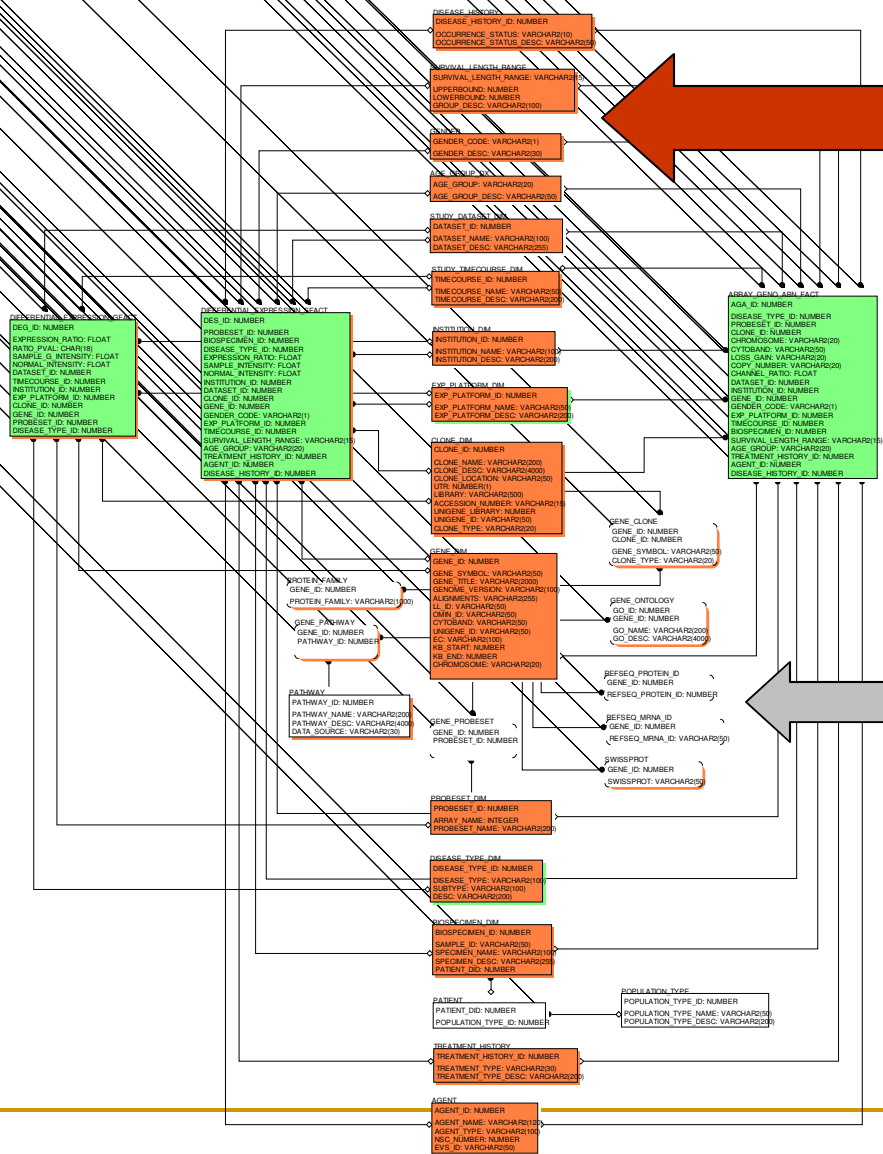 DISEASE_HISTORY
DISEASE_HISTORY_ID: NUMBER
OCCURRENCE_STATUS: VARCHAR2(10)
OCCURRENCE_STATUS_DESC: VARCHAR2(50)
SURVIVAL_LENGTH_RANGE
SURVIVAL_LENGTH_RANGE: VARCHAR2(15)
UPPERBOUND: NUMBER
LOWERBOUND: NUMBER
GROUP_DESC: VARCHAR2(100)
GENDER
GENDER_CODE: VARCHAR2(1)
GENDER_DESC: VARCHAR2(30)
AGE_GROUP_DX
AGE_GROUP: VARCHAR2(20)
AGE_GROUP_DESC: VARCHAR2(50)
STUDY_DATASET_DIM
DATASET_ID: NUMBER
DATASET_NAME: VARCHAR2(100)
DATASET_DESC: VARCHAR2(255)
STUDY_TIMECOURSE_DIM
TIMECOURSE_ID: NUMBER
TIMECOURSE_NAME: VARCHAR2(50)
TIMECOURSE_DESC: VARCHAR2(200)
DIFFERENTIAL_EXPRESSION_GFACT
DEG_ID: NUMBER
EXPRESSION_RATIO: FLOAT
RATIO_PVAL: CHAR(18)
SAMPLE_G_INTENSITY: FLOAT
NORMAL_INTENSITY: FLOAT
DATASET_ID: NUMBER
TIMECOURSE_ID: NUMBER
INSTITUTION_ID: NUMBER
EXP_PLATFORM_ID: NUMBER
CLONE_ID: NUMBER
GENE_ID: NUMBER
PROBESET_ID: NUMBER
DISEASE_TYPE_ID: NUMBER
DIFFERENTIAL_EXPRESSION_SFACT
DES_ID: NUMBER
PROBESET_ID: NUMBER
BIOSPECIMEN_ID: NUMBER
DISEASE_TYPE_ID: NUMBER
EXPRESSION_RATIO: FLOAT
SAMPLE_INTENSITY: FLOAT
NORMAL_INTENSITY: FLOAT
INSTITUTION_ID: NUMBER
DATASET_ID: NUMBER
CLONE_ID: NUMBER
GENE_ID: NUMBER
GENDER_CODE: VARCHAR2(1)
EXP_PLATFORM_ID: NUMBER
TIMECOURSE_ID: NUMBER
SURVIVAL_LENGTH_RANGE: VARCHAR2(15)
AGE_GROUP: VARCHAR2(20)
TREATMENT_HISTORY_ID: NUMBER
AGENT_ID: NUMBER
DISEASE_HISTORY_ID: NUMBER
ARRAY_GENO_ABN_FACT
AGA_ID: NUMBER
DISEASE_TYPE_ID: NUMBER
PROBESET_ID: NUMBER
CLONE_ID: NUMBER
CHROMOSOME: VARCHAR2(20)
CYTOBAND: VARCHAR2(50)
LOSS_GAIN: VARCHAR2(20)
COPY_NUMBER: VARCHAR2(20)
CHANNEL_RATIO: FLOAT
DATASET_ID: NUMBER
INSTITUTION_ID: NUMBER
GENE_ID: NUMBER
GENDER_CODE: VARCHAR2(1)
EXP_PLATFORM_ID: NUMBER
TIMECOURSE_ID: NUMBER
BIOSPECIMEN_ID: NUMBER
SURVIVAL_LENGTH_RANGE: VARCHAR2(15)
AGE_GROUP: VARCHAR2(20)
TREATMENT_HISTORY_ID: NUMBER
AGENT_ID: NUMBER
DISEASE_HISTORY_ID: NUMBER
INSTITUTION_DIM
INSTITUTION_ID: NUMBER
INSTITUTION_NAME: VARCHAR2(100)
INSTITUTION_DESC: VARCHAR2(200)
EXP_PLATFORM_DIM
EXP_PLATFORM_ID: NUMBER
EXP_PLATFORM_NAME: VARCHAR2(50)
EXP_PLATFORM_DESC: VARCHAR2(200)
CLONE_DIM
CLONE_ID: NUMBER
CLONE_NAME: VARCHAR2(200)
CLONE_DESC: VARCHAR2(4000)
CLONE_LOCATION: VARCHAR2(50)
UTR: NUMBER(1)
LIBRARY: VARCHAR2(500)
ACCESSION_NUMBER: VARCHAR2(15)
UNIGENE_LIBRARY: NUMBER
UNIGENE_ID: VARCHAR2(50)
CLONE_TYPE: VARCHAR2(20)
GENE_CLONE
GENE_ID: NUMBER
CLONE_ID: NUMBER
GENE_SYMBOL: VARCHAR2(50)
CLONE_TYPE: VARCHAR2(20)
GENE_DIM
GENE_ID: NUMBER
GENE_SYMBOL: VARCHAR2(50)
GENE_TITLE: VARCHAR2(2000)
GENOME_VERSION: VARCHAR2(100)
ALIGNMENTS: VARCHAR2(255)
LL_ID: VARCHAR2(50)
OMIN_ID: VARCHAR2(50)
CYTOBAND: VARCHAR2(50)
UNIGENE_ID: VARCHAR2(50)
EC: VARCHAR2(100)
KB_START: NUMBER
KB_END: NUMBER
CHROMOSOME: VARCHAR2(20)
PROTEIN_FAMILY
GENE_ID: NUMBER
PROTEIN_FAMILY: VARCHAR2(1000)
GENE_PATHWAY
GENE_ID: NUMBER
PATHWAY_ID: NUMBER
PATHWAY
PATHWAY_ID: NUMBER
PATHWAY_NAME: VARCHAR2(200)
PATHWAY_DESC: VARCHAR2(4000)
DATA_SOURCE: VARCHAR2(30)
GENE_ONTOLOGY
GO_ID: NUMBER
GENE_ID: NUMBER
GO_NAME: VARCHAR2(200)
GO_DESC: VARCHAR2(4000)
REFSEQ_PROTEIN_ID
GENE_ID: NUMBER
REFSEQ_PROTEIN_ID: NUMBER
REFSEQ_MRNA_ID
GENE_ID: NUMBER
REFSEQ_MRNA_ID: VARCHAR2(50)
SWISSPROT
GENE_ID: NUMBER
SWISSPROT: VARCHAR2(50)
GENE_PROBESET
GENE_ID: NUMBER
PROBESET_ID: NUMBER
PROBESET_DIM
PROBESET_ID: NUMBER
ARRAY_NAME: INTEGER
PROBESET_NAME: VARCHAR2(200)
DISEASE_TYPE_DIM
DISEASE_TYPE_ID: NUMBER
DISEASE_TYPE: VARCHAR2(100)
SUBTYPE: VARCHAR2(100)
DESC: VARCHAR2(200)
BIOSPECIMEN_DIM
BIOSPECIMEN_ID: NUMBER
SAMPLE_ID: VARCHAR2(50)
SPECIMEN_NAME: VARCHAR2(100)
SPECIMEN_DESC: VARCHAR2(255)
PATIENT_DID: NUMBER
PATIENT
PATIENT_DID: NUMBER
POPULATION_TYPE_ID: NUMBER
POPULATION_TYPE
POPULATION_TYPE_ID: NUMBER
POPULATION_TYPE_NAME: VARCHAR2(50)
POPULATION_TYPE_DESC: VARCHAR2(200)
TREATMENT_HISTORY
TREATMENT_HISTORY_ID: NUMBER
TREATMENT_TYPE: VARCHAR2(30)
TREATMENT_TYPE_DESC: VARCHAR2(200)
AGENT
AGENT_ID: NUMBER
AGENT_NAME: VARCHAR2(120)
AGENT_TYPE: VARCHAR2(100)
NSC_NUMBER: NUMBER
EVS_ID: VARCHAR2(50)